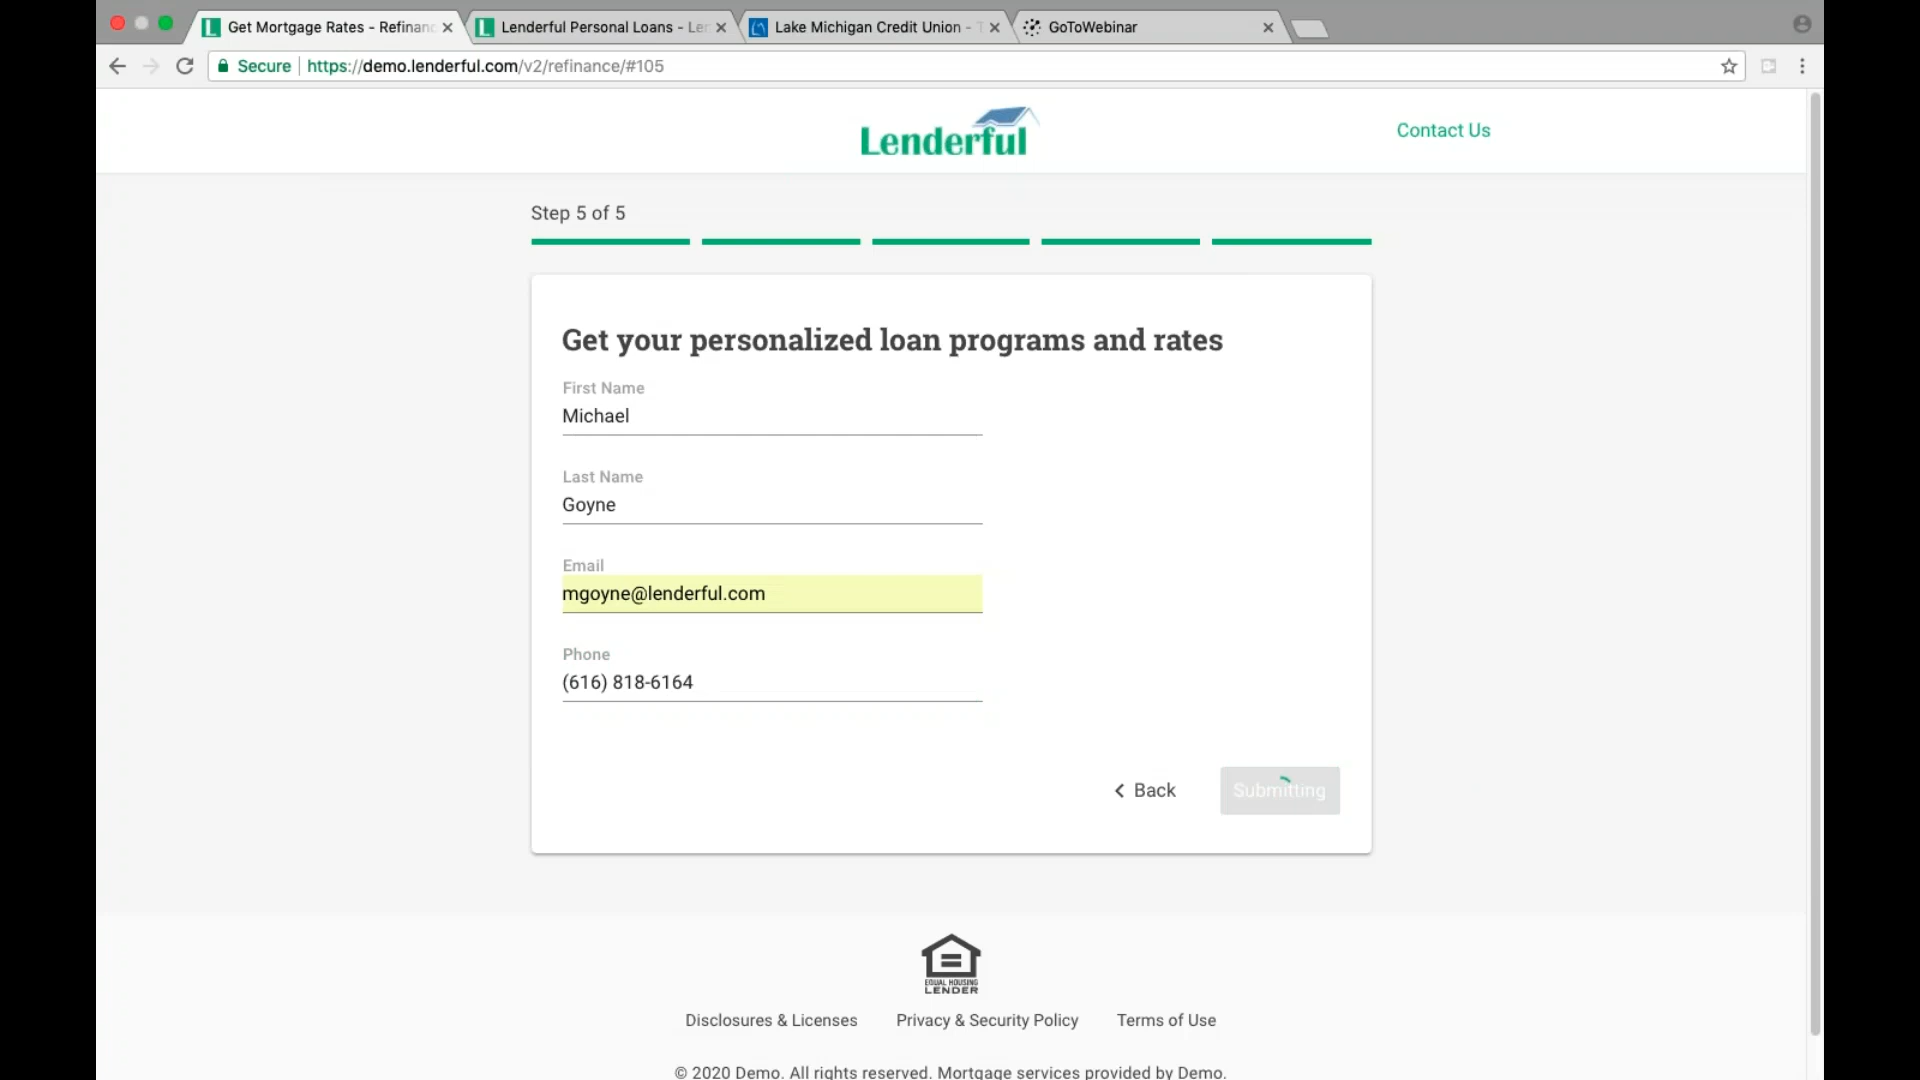 Get Mortgage Rates - Refinanc
Lenderful Personal Loans - Len
Lake Michigan Credit Union - T
GoToWebinar
Secure
https://demo.lenderful.com/v2/refinance/#105
Lenderful
Contact Us
Step 5 of 5
Get your personalized loan programs and rates
First Name
Michael
Last Name
Goyne
Email
mgoyne@lenderful.com
Phone
(616) 818-6164
Back
Submitting
EQUAL HOUSING
LENDER
Disclosures & Licenses
Privacy & Security Policy
Terms of Use
© 2020 Demo. All rights reserved. Mortgage services provided by Demo.